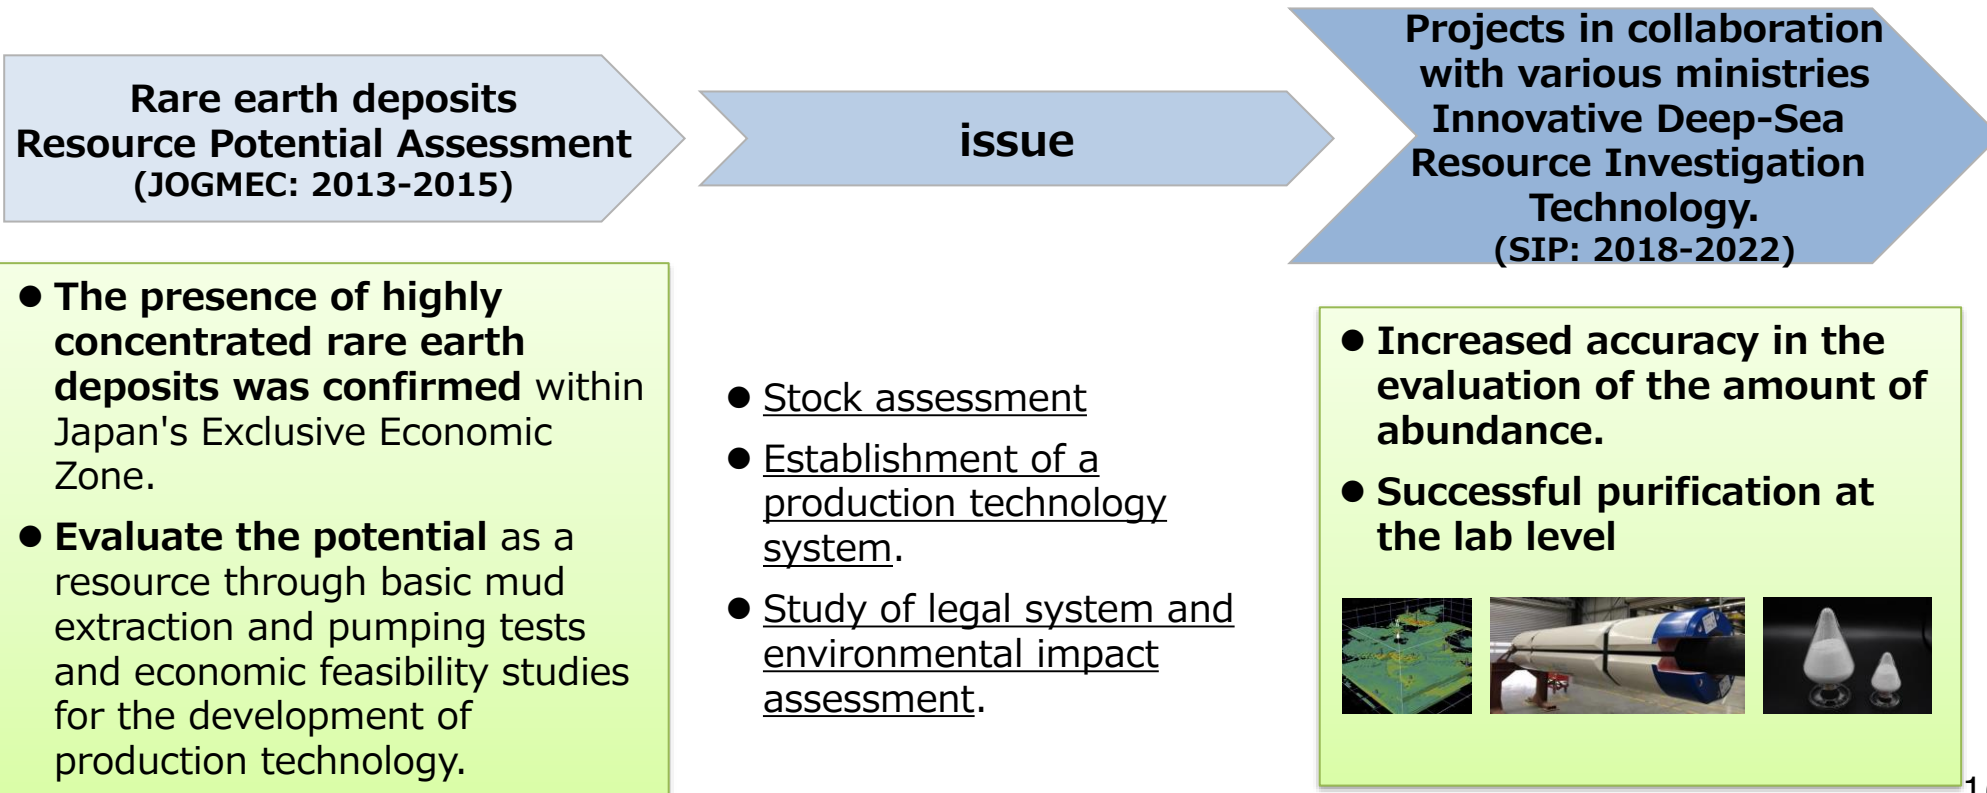 Rare earth deposits
Resource Potential Assessment
(JOGMEC: 2013-2015)
issue
Projects in collaboration
with various ministries
Innovative Deep-Sea
Resource Investigation
Technology.
(SIP: 2018-2022)
● The presence of highly
concentrated rare earth
deposits was confirmed within
Japan's Exclusive Economic
Zone.
● Evaluate the potential as a
resource through basic mud
extraction and pumping tests
and economic feasibility studies
for the development of
production technology.
● Stock assessment
● Establishment of a
production technology
system.
● Study of legal system and
environmental impact
assessment.
● Increased accuracy in the
evaluation of the amount of
abundance.
● Successful purification at
the lab level